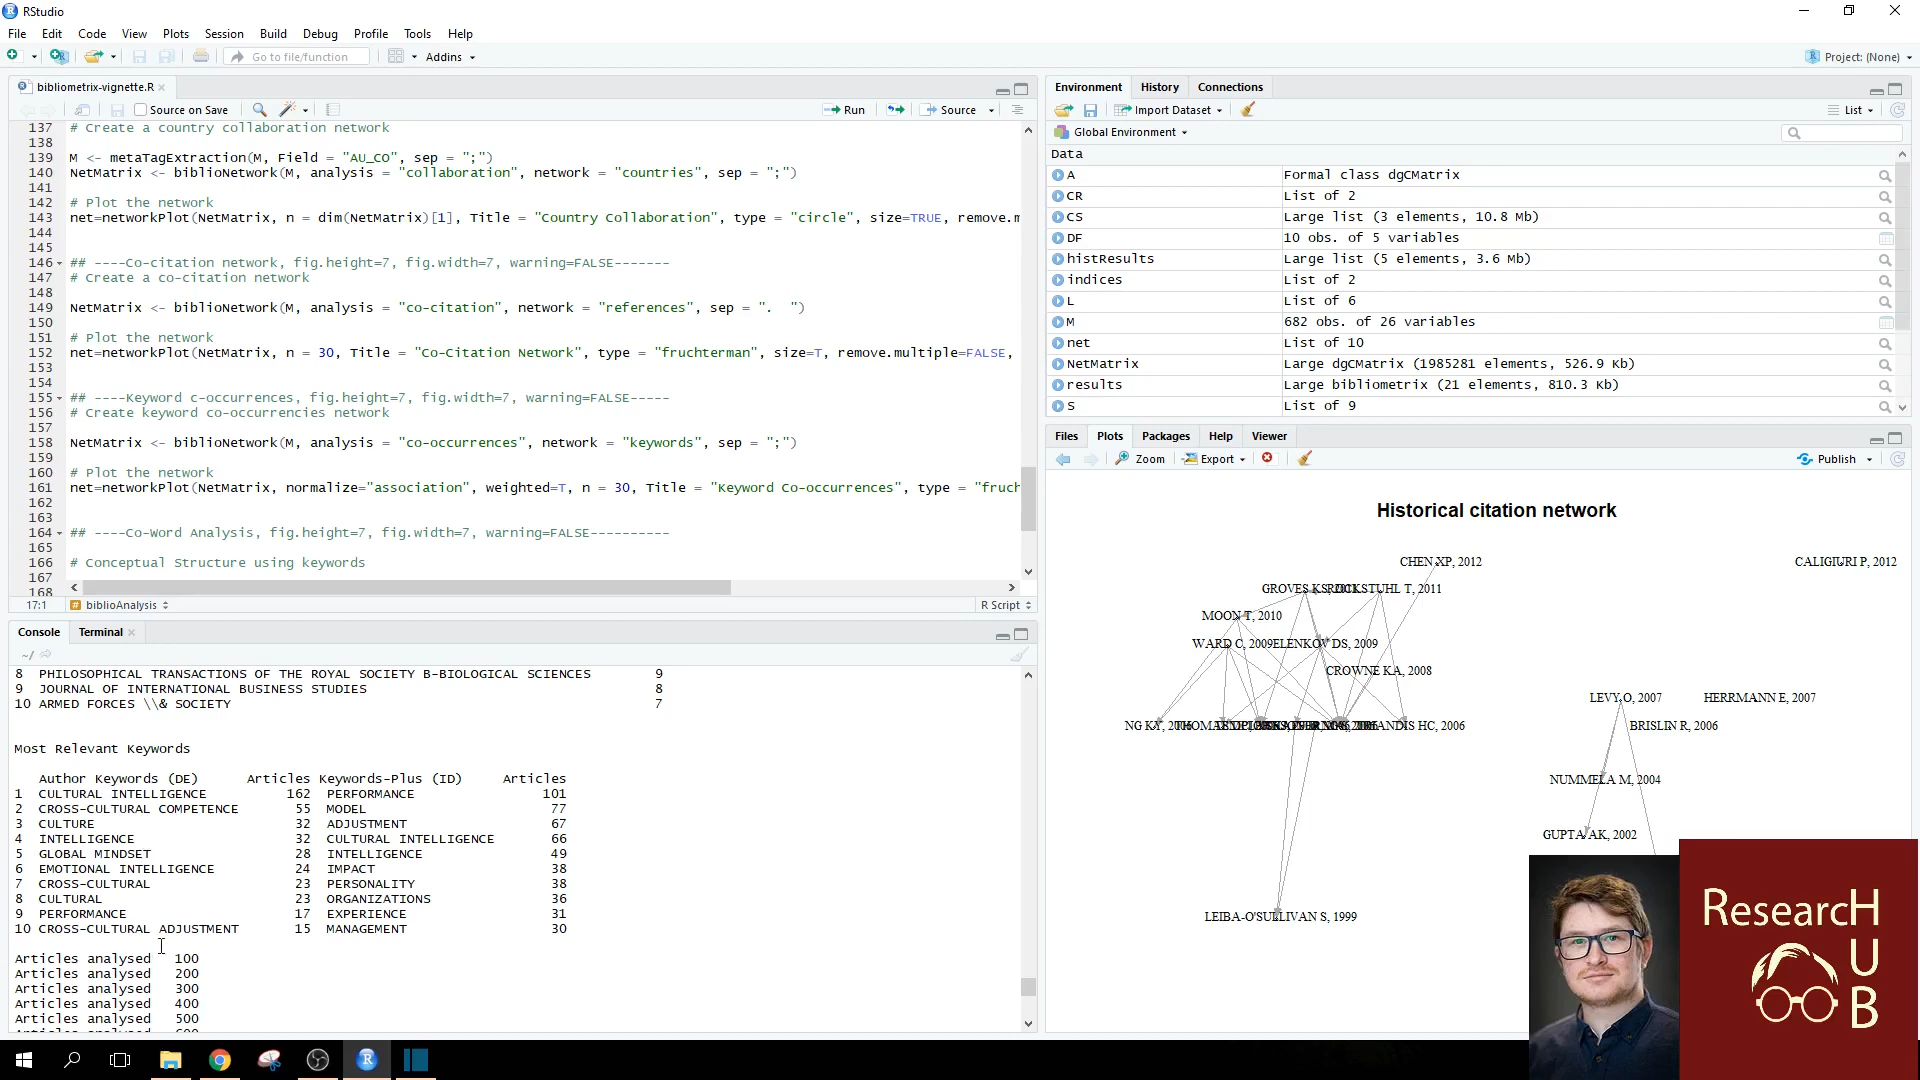 RStudio
File Edit Code View Plots Session Build Debug Profile Tools Help
Go to file/function Addins Project: (None)
bibliometrix-vignette.R
Source on Save Run Source
137 # Create a country collaboration network
138
139 M <- metaTagExtraction(M, Field = "AU_CO", sep = ";")
140 NetMatrix <- biblioNetwork(M, analysis = "collaboration", network = "countries", sep = ";")
141
142 # Plot the network
143 net=networkPlot(NetMatrix, n = dim(NetMatrix)[1], Title = "Country Collaboration", type = "circle", size=TRUE, remove.m
144
145
146 ## ----Co-citation network, fig.height=7, fig.width=7, warning=FALSE-------
147 # Create a co-citation network
148
149 NetMatrix <- biblioNetwork(M, analysis = "co-citation", network = "references", sep = ".  ")
150
151 # Plot the network
152 net=networkPlot(NetMatrix, n = 30, Title = "Co-Citation Network", type = "fruchterman", size=T, remove.multiple=FALSE,
153
154
155 ## ----Keyword c-occurrences, fig.height=7, fig.width=7, warning=FALSE-----
156 # Create keyword co-occurrencies network
157
158 NetMatrix <- biblioNetwork(M, analysis = "co-occurrences", network = "keywords", sep = ";")
159
160 # Plot the network
161 net=networkPlot(NetMatrix, normalize="association", weighted=T, n = 30, Title = "Keyword Co-occurrences", type = "fruch
162
163
164 ## ----Co-Word Analysis, fig.height=7, fig.width=7, warning=FALSE----------
165
166 # Conceptual Structure using keywords
167
168
17:1 biblioAnalysis R Script
Console Terminal
~/
8 PHILOSOPHICAL TRANSACTIONS OF THE ROYAL SOCIETY B-BIOLOGICAL SCIENCES 9
9 JOURNAL OF INTERNATIONAL BUSINESS STUDIES 8
10 ARMED FORCES \\& SOCIETY 7
Most Relevant Keywords
Author Keywords (DE) Articles Keywords-Plus (ID) Articles
1 CULTURAL INTELLIGENCE 162 PERFORMANCE 101
2 CROSS-CULTURAL COMPETENCE 55 MODEL 77
3 CULTURE 32 ADJUSTMENT 67
4 INTELLIGENCE 32 CULTURAL INTELLIGENCE 66
5 GLOBAL MINDSET 28 INTELLIGENCE 49
6 EMOTIONAL INTELLIGENCE 24 IMPACT 38
7 CROSS-CULTURAL 23 PERSONALITY 38
8 CULTURAL 23 ORGANIZATIONS 36
9 PERFORMANCE 17 EXPERIENCE 31
10 CROSS-CULTURAL ADJUSTMENT 15 MANAGEMENT 30
Articles analysed 100
Articles analysed 200
Articles analysed 300
Articles analysed 400
Articles analysed 500
Environment History Connections
Import Dataset List
Global Environment
Data
A Formal class dgCMatrix
CR List of 2
CS Large list (3 elements, 10.8 Mb)
DF 10 obs. of 5 variables
histResults Large list (5 elements, 3.6 Mb)
indices List of 2
L List of 6
M 682 obs. of 26 variables
net List of 10
NetMatrix Large dgCMatrix (1985281 elements, 526.9 Kb)
results Large bibliometrix (21 elements, 810.3 Kb)
S List of 9
Files Plots Packages Help Viewer
Zoom Export Publish
Historical citation network
CHEN XP, 2012
CALIGIURI P, 2012
GROVES KS, 2011 ROCKSTUHL T, 2011
MOON T, 2010
WARD C, 2009 ELENKOV DS, 2009
CROWNE KA, 2008
LEVY O, 2007 HERRMANN E, 2007
NG KY, 2006 TRIANDIS HC, 2006 BRISLIN R, 2006
NUMMELA M, 2004
GUPTA AK, 2002
LEIBA-O'SULLIVAN S, 1999
ResearcH
U
B